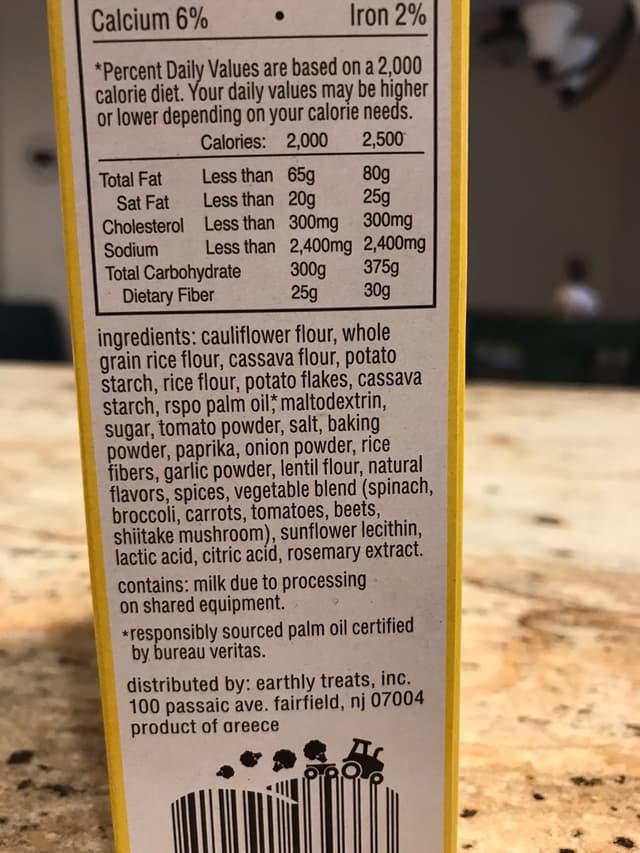 Calcium 6% • Iron 2%
*Percent Daily Values are based on a 2,000
calorie diet. Your daily values may be higher
or lower depending on your calorie needs.
Calories: 2,000 2,500
Total Fat Less than 65g 80g
Sat Fat Less than 20g 25g
Cholesterol Less than 300mg 300mg
Sodium Less than 2,400mg 2,400mg
Total Carbohydrate 300g 375g
Dietary Fiber 25g 30g
ingredients: cauliflower flour, whole
grain rice flour, cassava flour, potato
starch, rice flour, potato flakes, cassava
starch, rspo palm oil,* maltodextrin,
sugar, tomato powder, salt, baking
powder, paprika, onion powder, rice
fibers, garlic powder, lentil flour, natural
flavors, spices, vegetable blend (spinach,
broccoli, carrots, tomatoes, beets,
shiitake mushroom), sunflower lecithin,
lactic acid, citric acid, rosemary extract.
contains: milk due to processing
on shared equipment.
*responsibly sourced palm oil certified
by bureau veritas.
distributed by: earthly treats, inc.
100 passaic ave. fairfield, nj 07004
product of greece